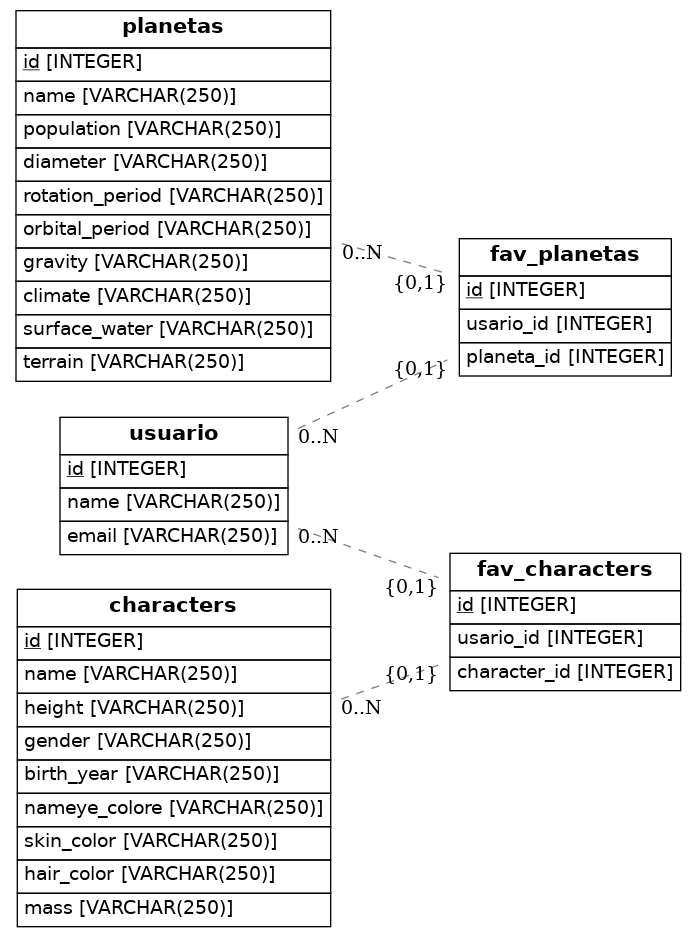 planetas
id [INTEGER]
name [VARCHAR(250)]
population [VARCHAR(250)]
diameter [VARCHAR(250)]
rotation_period [VARCHAR(250)]
orbital_period [VARCHAR(250)]
gravity [VARCHAR(250)]
climate [VARCHAR(250)]
surface_water [VARCHAR(250)]
terrain [VARCHAR(250)]
0..N
{0,1}
fav_planetas
id [INTEGER]
usario_id [INTEGER]
planeta_id [INTEGER]
{0,1}
0..N
usuario
id [INTEGER]
name [VARCHAR(250)]
email [VARCHAR(250)]
0..N
{0,1}
fav_characters
id [INTEGER]
usario_id [INTEGER]
character_id [INTEGER]
{0,1}
0..N
characters
id [INTEGER]
name [VARCHAR(250)]
height [VARCHAR(250)]
gender [VARCHAR(250)]
birth_year [VARCHAR(250)]
nameye_colore [VARCHAR(250)]
skin_color [VARCHAR(250)]
hair_color [VARCHAR(250)]
mass [VARCHAR(250)]